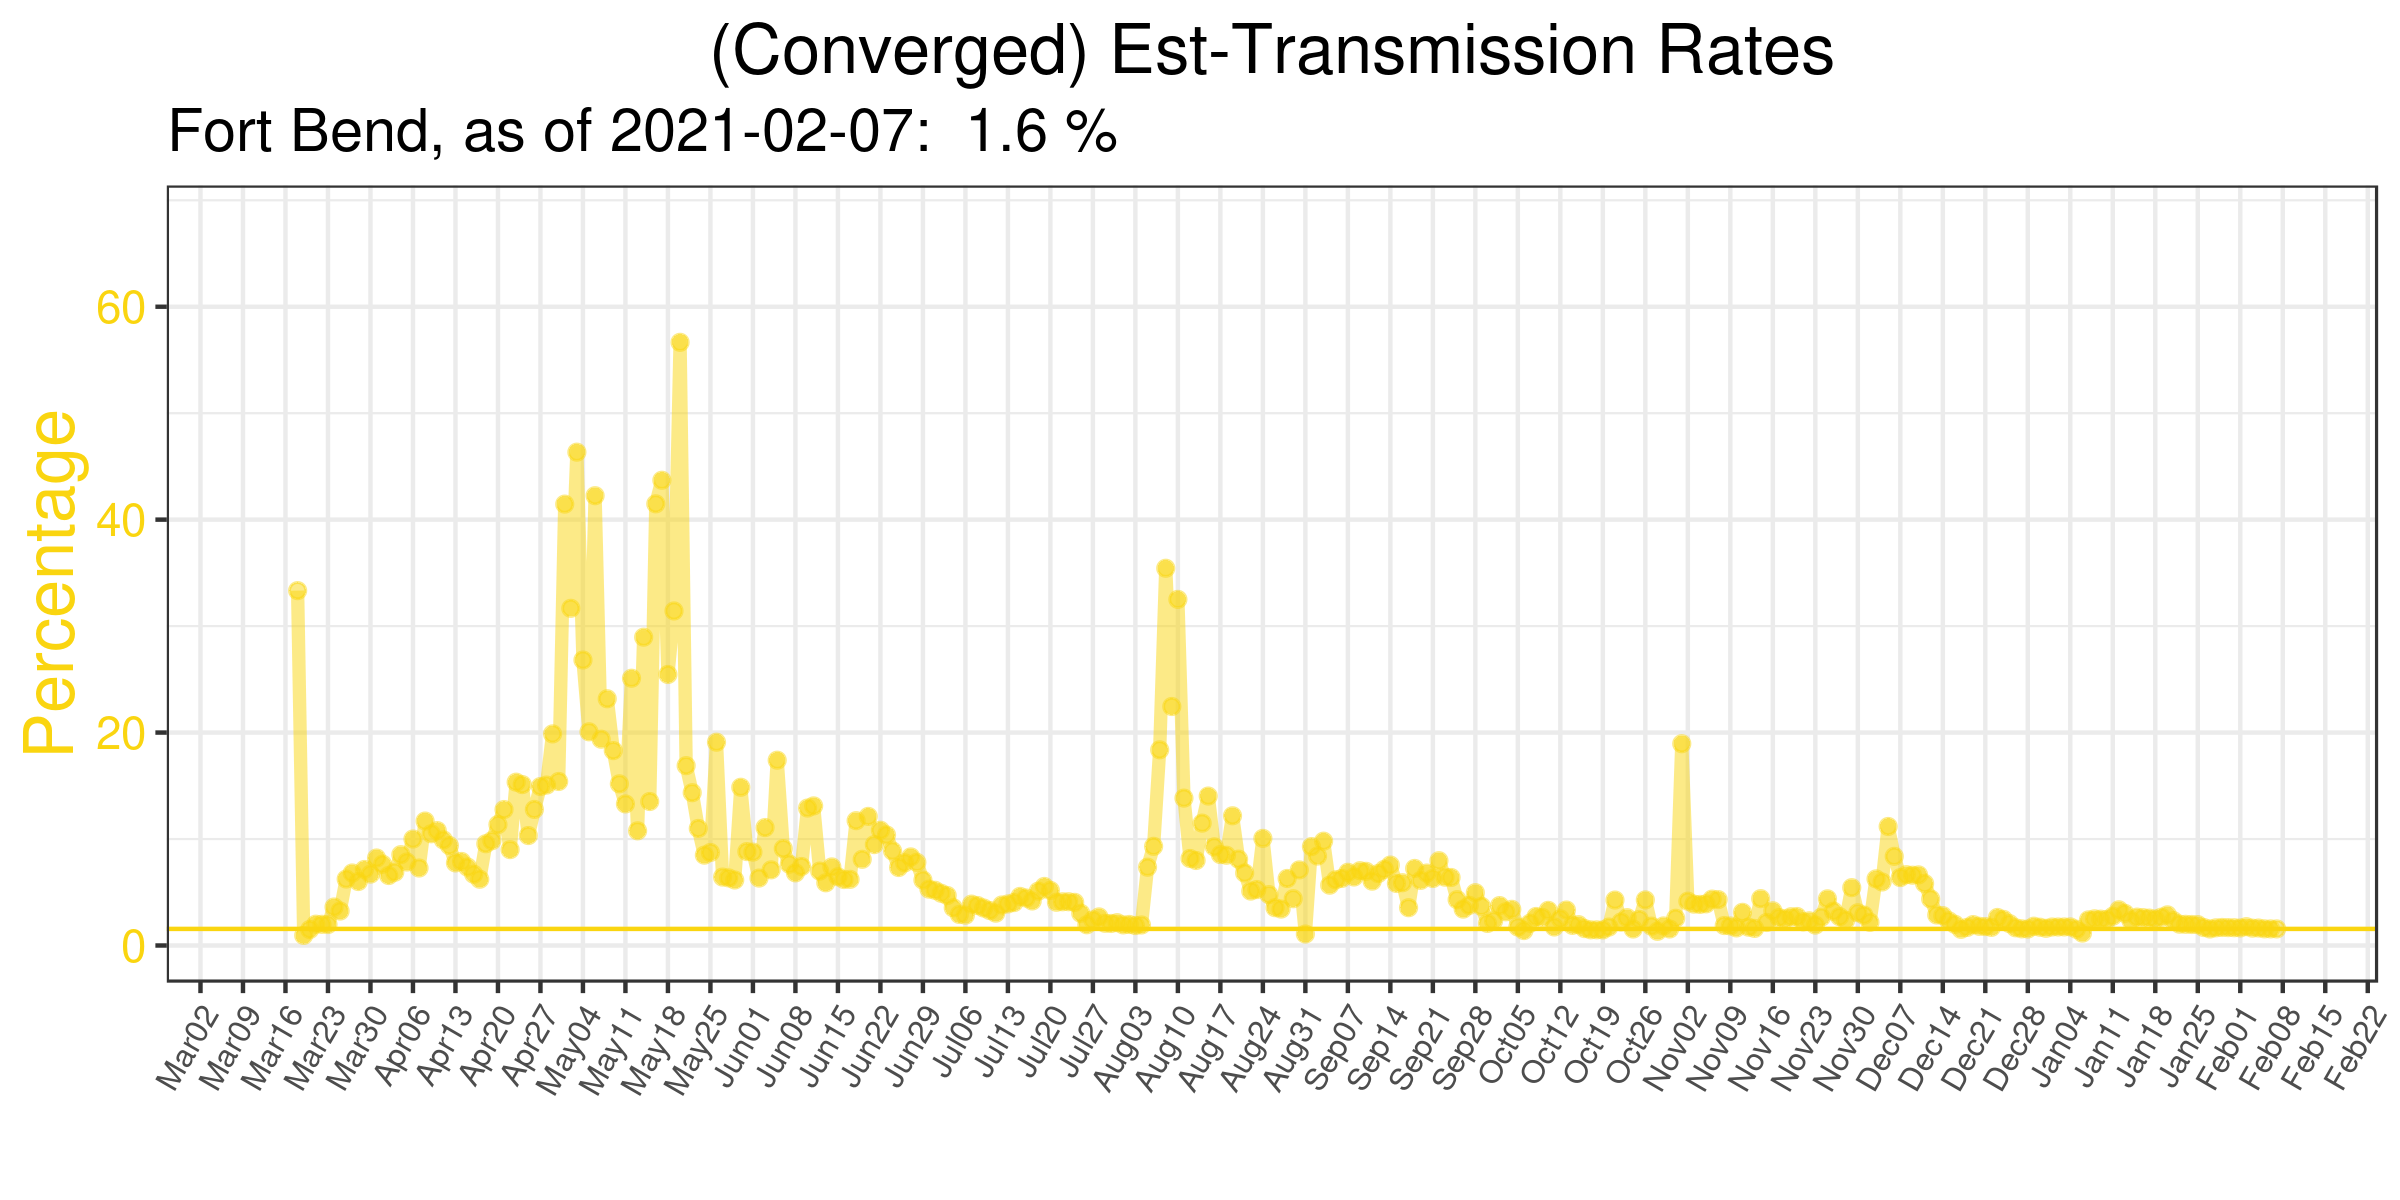 (Converged) Est-Transmission Rates
Fort Bend, as of 2021-02-07:  1.6 %
Percentage
60
40
20
0
Mar02 Mar09 Mar16 Mar23 Mar30 Apr06 Apr13 Apr20 Apr27 May04 May11 May18 May25 Jun01 Jun08 Jun15 Jun22 Jun29 Jul06 Jul13 Jul20 Jul27 Aug03 Aug10 Aug17 Aug24 Aug31 Sep07 Sep14 Sep21 Sep28 Oct05 Oct12 Oct19 Oct26 Nov02 Nov09 Nov16 Nov23 Nov30 Dec07 Dec14 Dec21 Dec28 Jan04 Jan11 Jan18 Jan25 Feb01 Feb08 Feb15 Feb22